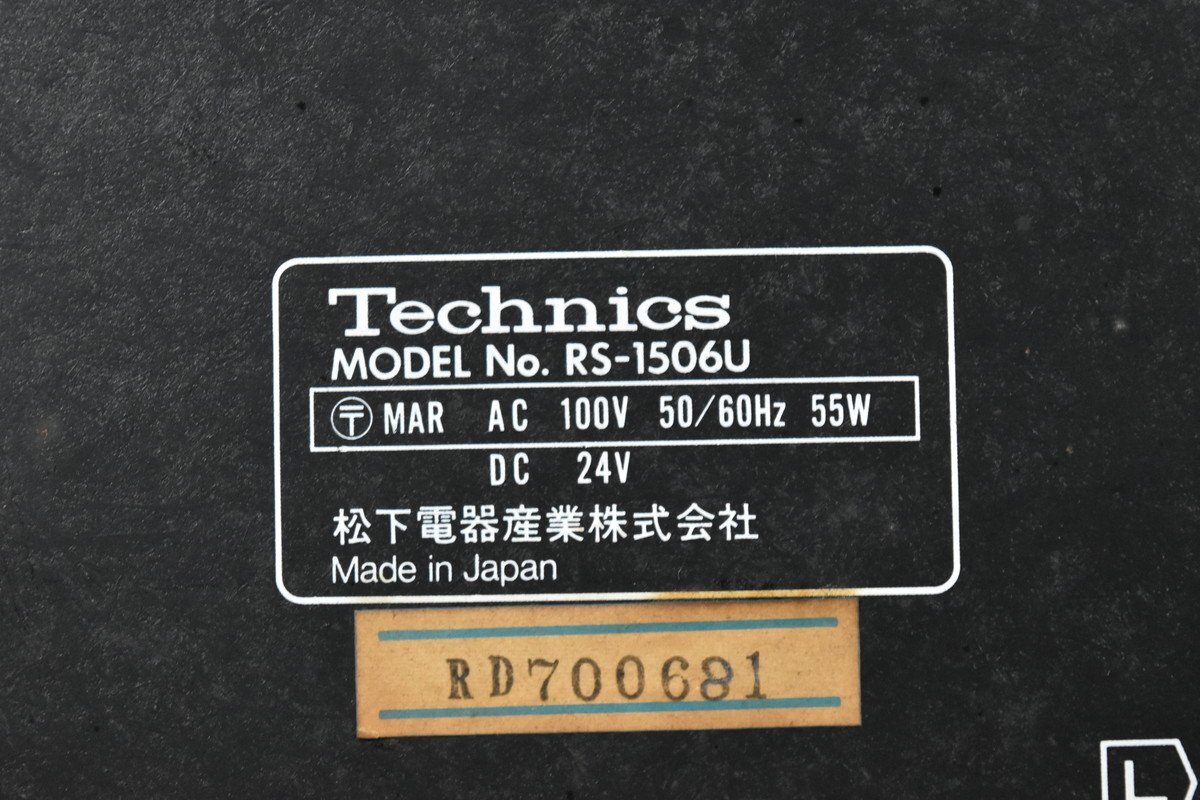 Technics
MODEL No. RS-1506U
〶 MAR AC 100V 50/60Hz 55W
DC 24V
松下電器産業株式会社
Made in Japan
RD700681
L